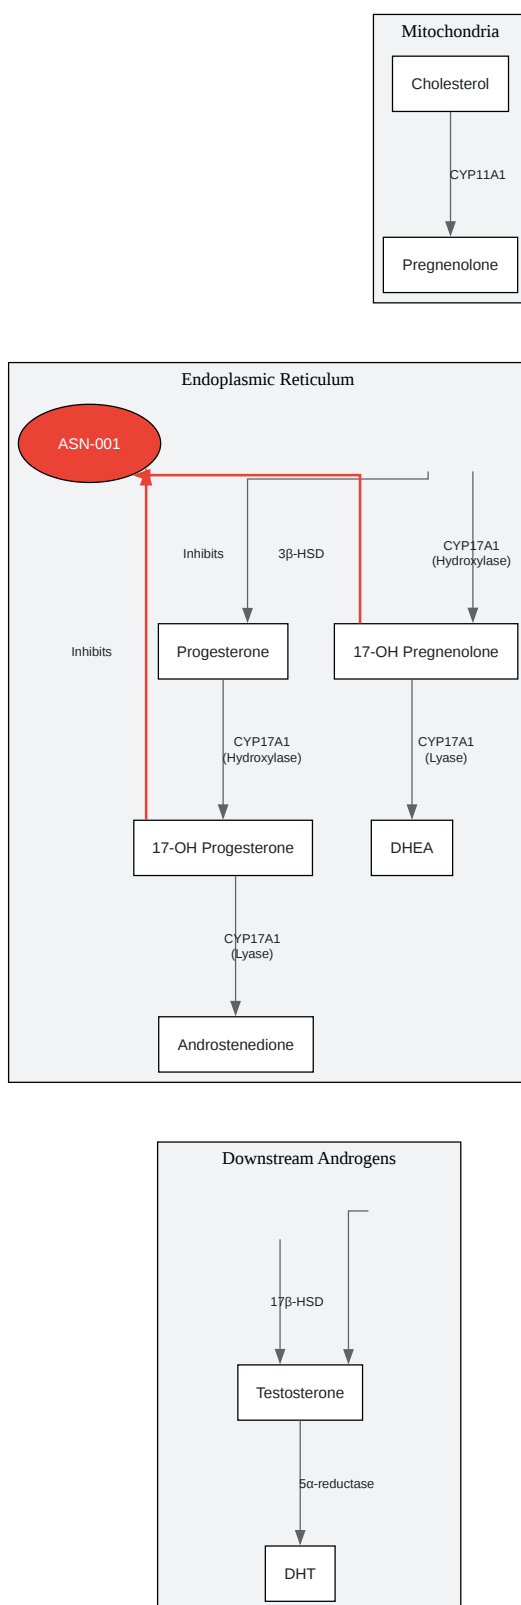 Mitochondria
Cholesterol
CYP11A1
Pregnenolone
Endoplasmic Reticulum
ASN-001
Inhibits
3β-HSD
CYP17A1
(Hydroxylase)
Progesterone
17-OH Pregnenolone
Inhibits
CYP17A1
(Hydroxylase)
CYP17A1
(Lyase)
17-OH Progesterone
DHEA
CYP17A1
(Lyase)
Androstenedione
Downstream Androgens
17β-HSD
Testosterone
5α-reductase
DHT